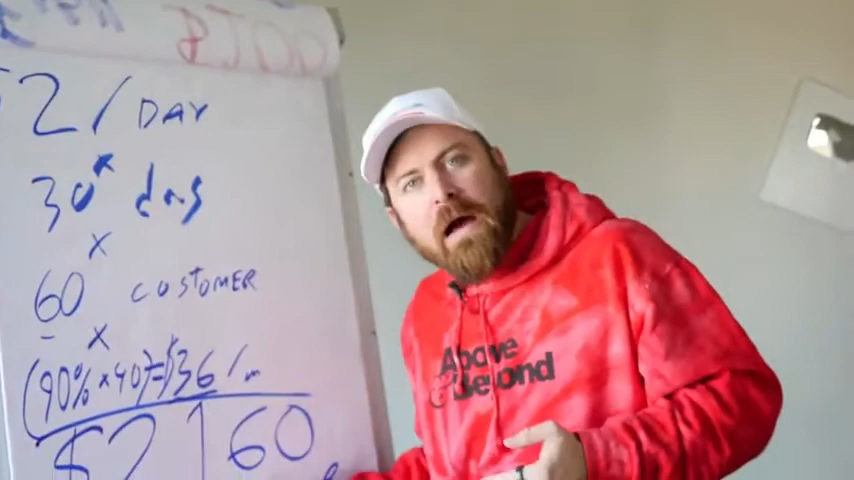 $2/DAY
x
30 days
x
60 CUSTOMER
x
(90% x 40)=$36/m
$2160
Above
& Beyond